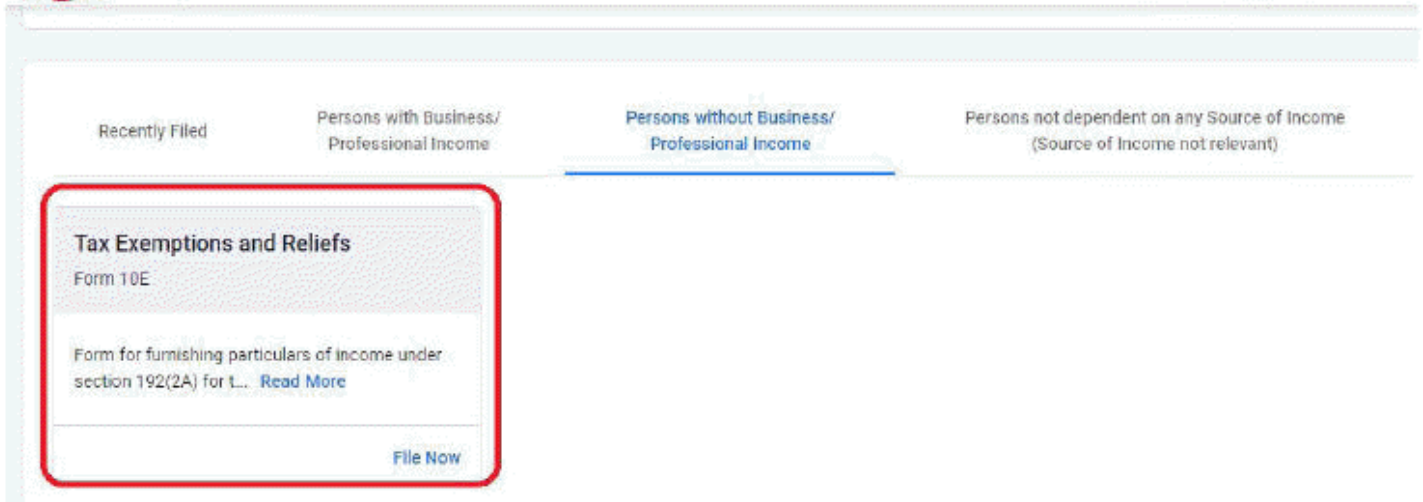 Recently Filed
Persons with Business/
Professional Income
Persons without Business/
Professional Income
Persons not dependent on any Source of Income
(Source of Income not relevant)
Tax Exemptions and Reliefs
Form 10E
Form for furnishing particulars of income under
section 192(2A) for t... Read More
File Now